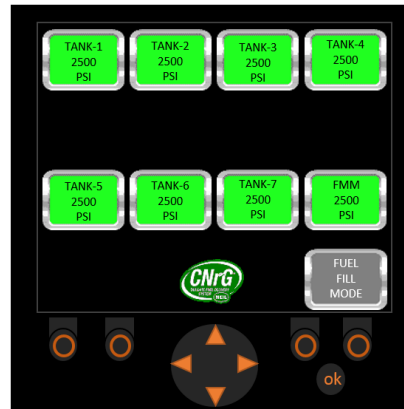 TANK-1
2500
PSI
TANK-2
2500
PSI
TANK-3
2500
PSI
TANK-4
2500
PSI
TANK-5
2500
PSI
TANK-6
2500
PSI
TANK-7
2500
PSI
FMM
2500
PSI
CNrG
FUEL
FILL
MODE
ok